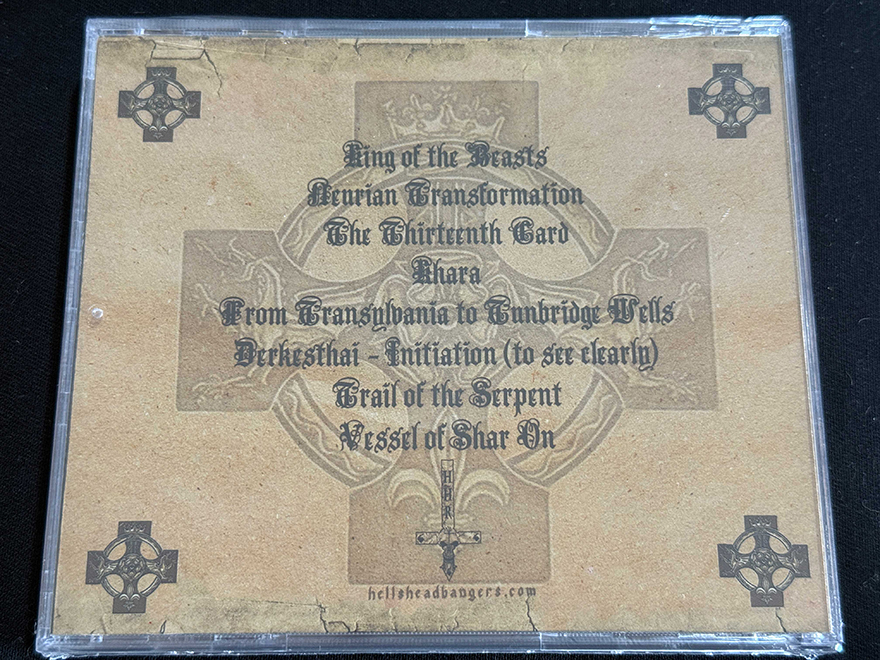 King of the Beasts
Neurian Transformation
The Thirteenth Card
Khara
From Transylvania to Tunbridge Wells
Derkesthai - Initiation (to see clearly)
Trail of the Serpent
Vessel of Shar On
HHR
hellsheadbangers.com